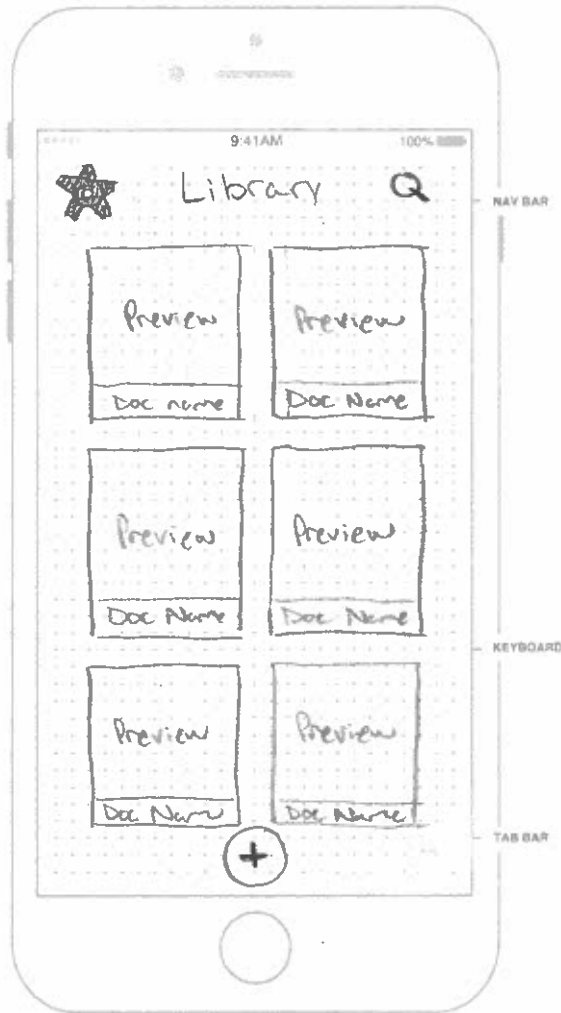 9:41AM 100%
Library
NAV BAR
Preview Preview
Doc name Doc Name
Preview Preview
Doc Name Doc Name
KEYBOARD
Preview Preview
Doc Name Doc Name
TAB BAR
+